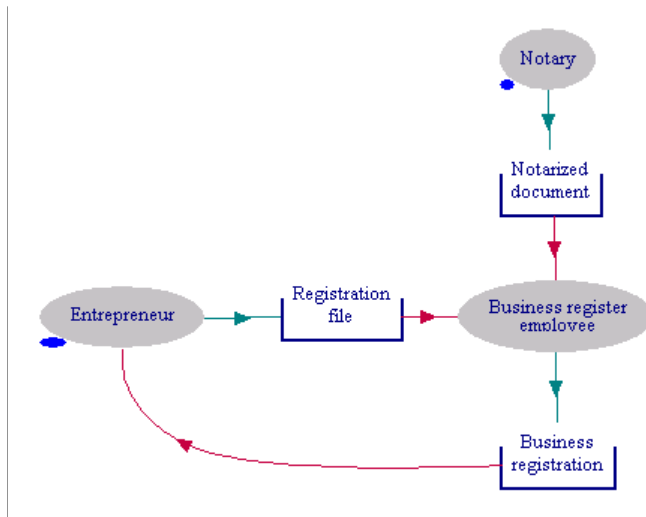 Notary
Notarized
document
Registration
file
Entrepreneur
Business register
employee
Business
registration